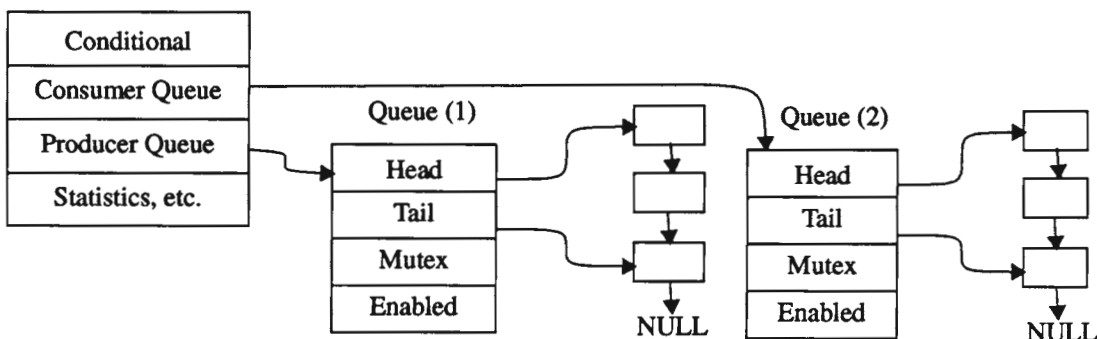 Conditional
Consumer Queue
Producer Queue
Statistics, etc.
Queue (1)
Head
Tail
Mutex
Enabled
NULL
Queue (2)
Head
Tail
Mutex
Enabled
NULL